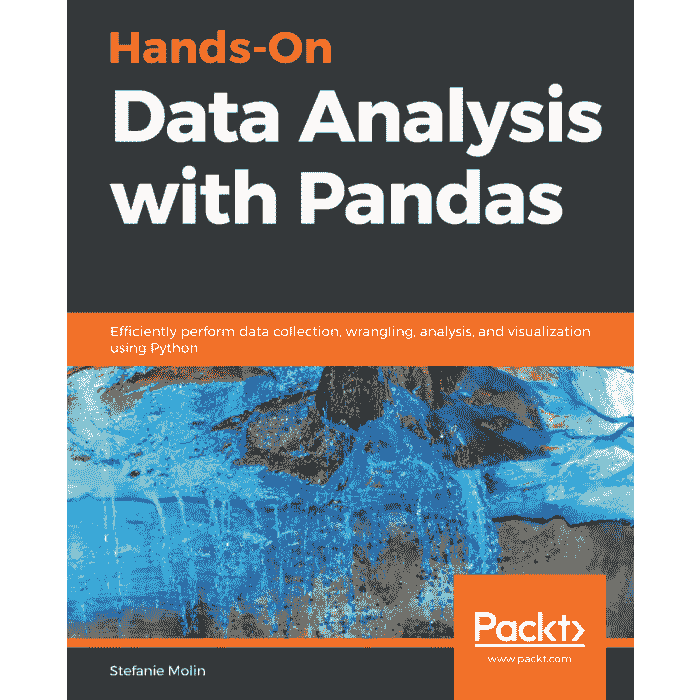 Hands-On
Data Analysis
with Pandas
Efficiently perform data collection, wrangling, analysis, and visualization
using Python
Packt>
www.packt.com
Stefanie Molin